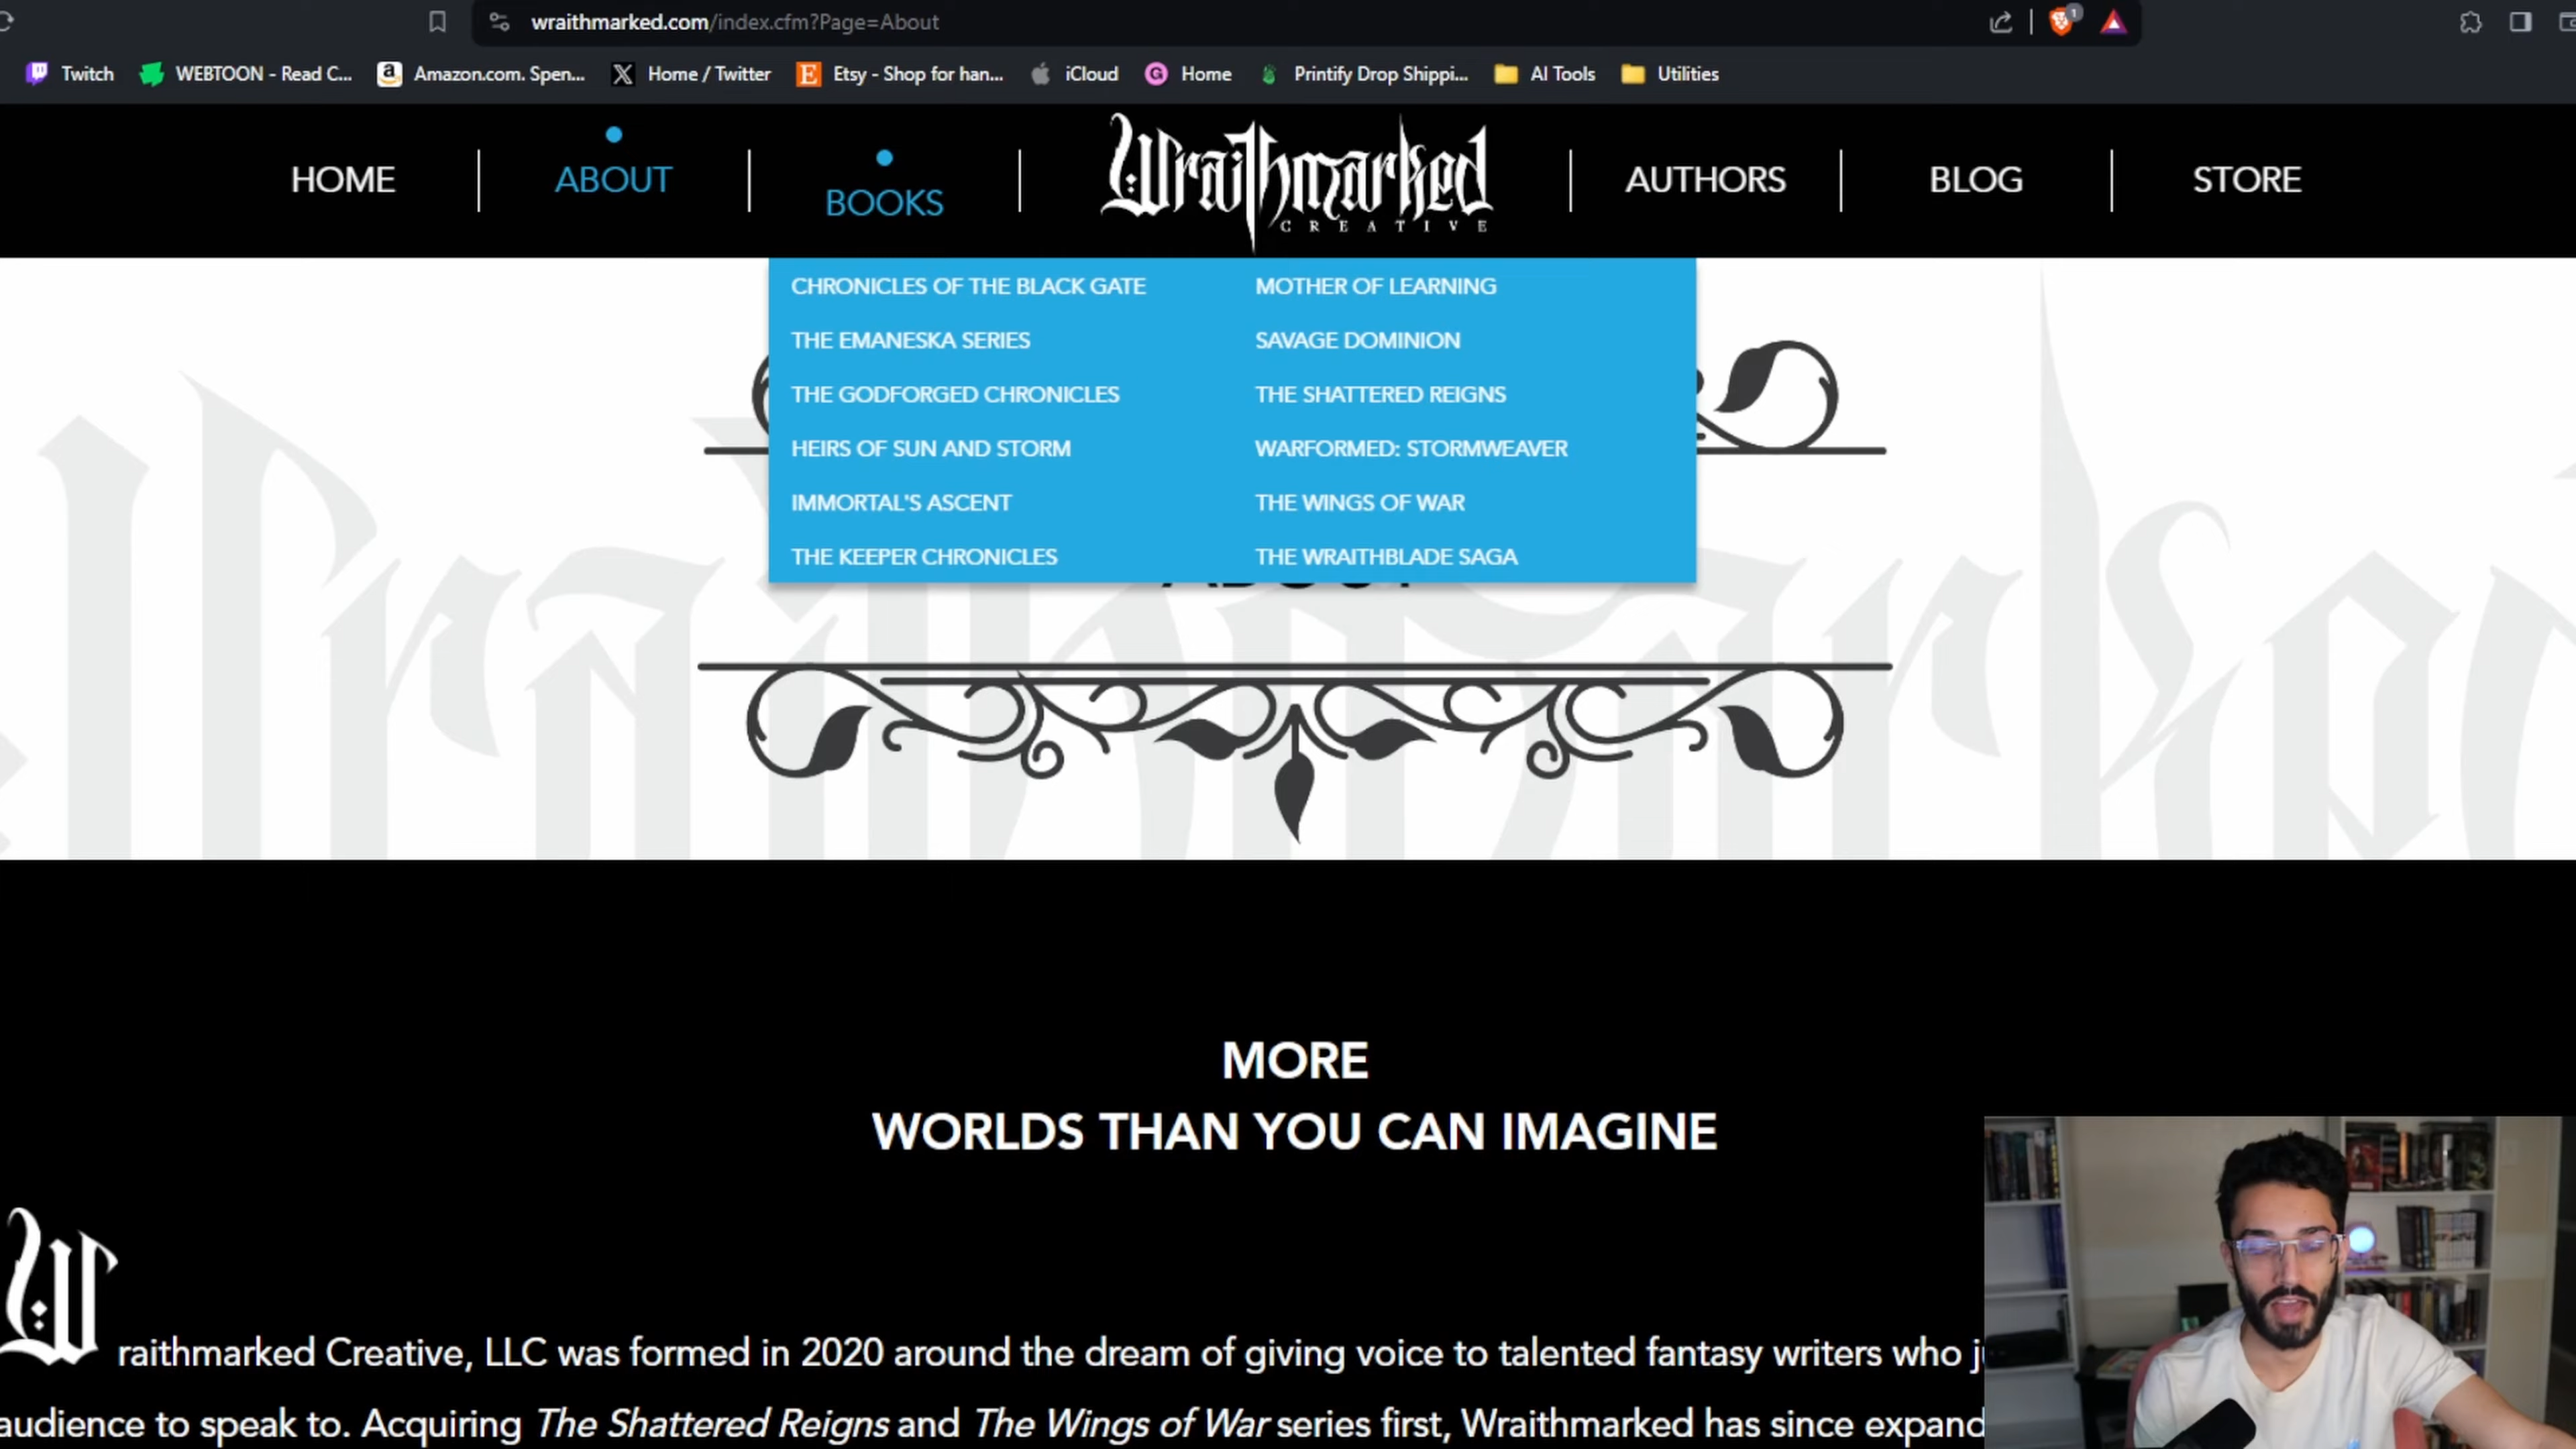 wraithmarked.com/index.cfm?Page=About
1
Twitch
WEBTOON - Read C...
Amazon.com. Spen...
Home / Twitter
Etsy - Shop for han...
iCloud
Home
Printify Drop Shippi...
AI Tools
Utilities
HOME
ABOUT
BOOKS
Wraithmarked
CREATIVE
AUTHORS
BLOG
STORE
CHRONICLES OF THE BLACK GATE
THE EMANESKA SERIES
THE GODFORGED CHRONICLES
HEIRS OF SUN AND STORM
IMMORTAL'S ASCENT
THE KEEPER CHRONICLES
MOTHER OF LEARNING
SAVAGE DOMINION
THE SHATTERED REIGNS
WARFORMED: STORMWEAVER
THE WINGS OF WAR
THE WRAITHBLADE SAGA
MORE
WORLDS THAN YOU CAN IMAGINE
Wraithmarked Creative, LLC was formed in 2020 around the dream of giving voice to talented fantasy writers who
audience to speak to. Acquiring The Shattered Reigns and The Wings of War series first, Wraithmarked has since